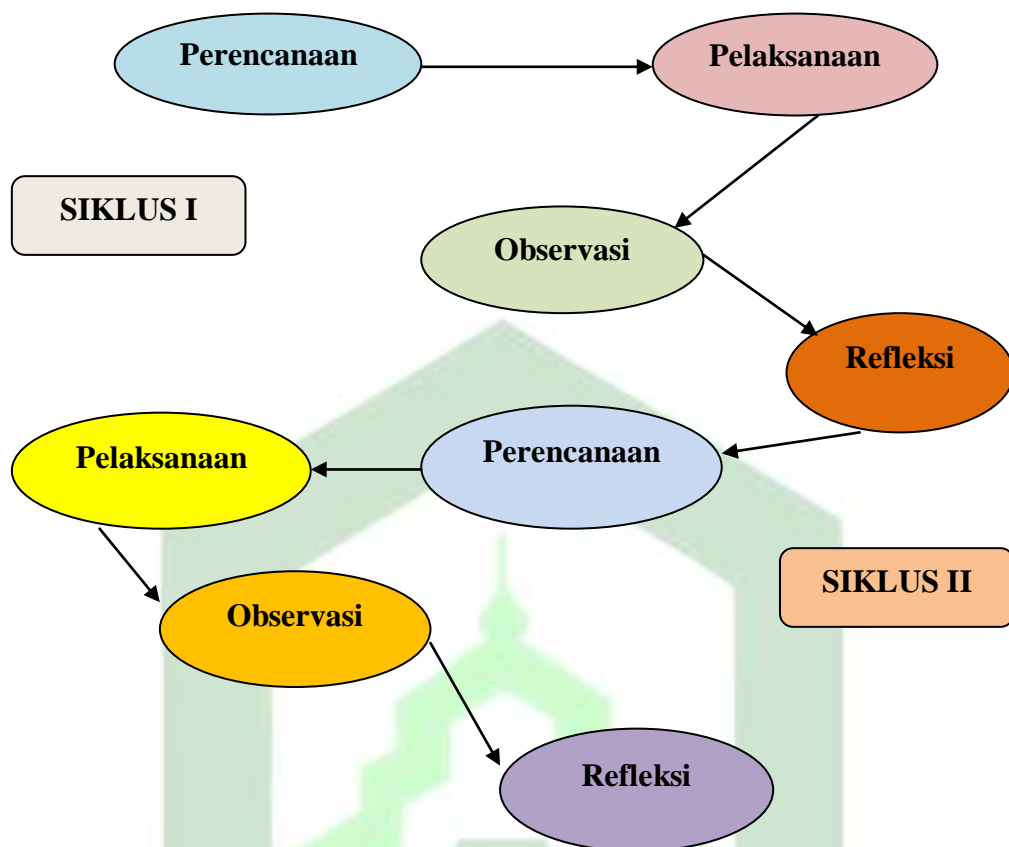 Perencanaan
Pelaksanaan
SIKLUS I
Observasi
Refleksi
Perencanaan
Pelaksanaan
SIKLUS II
Observasi
Refleksi